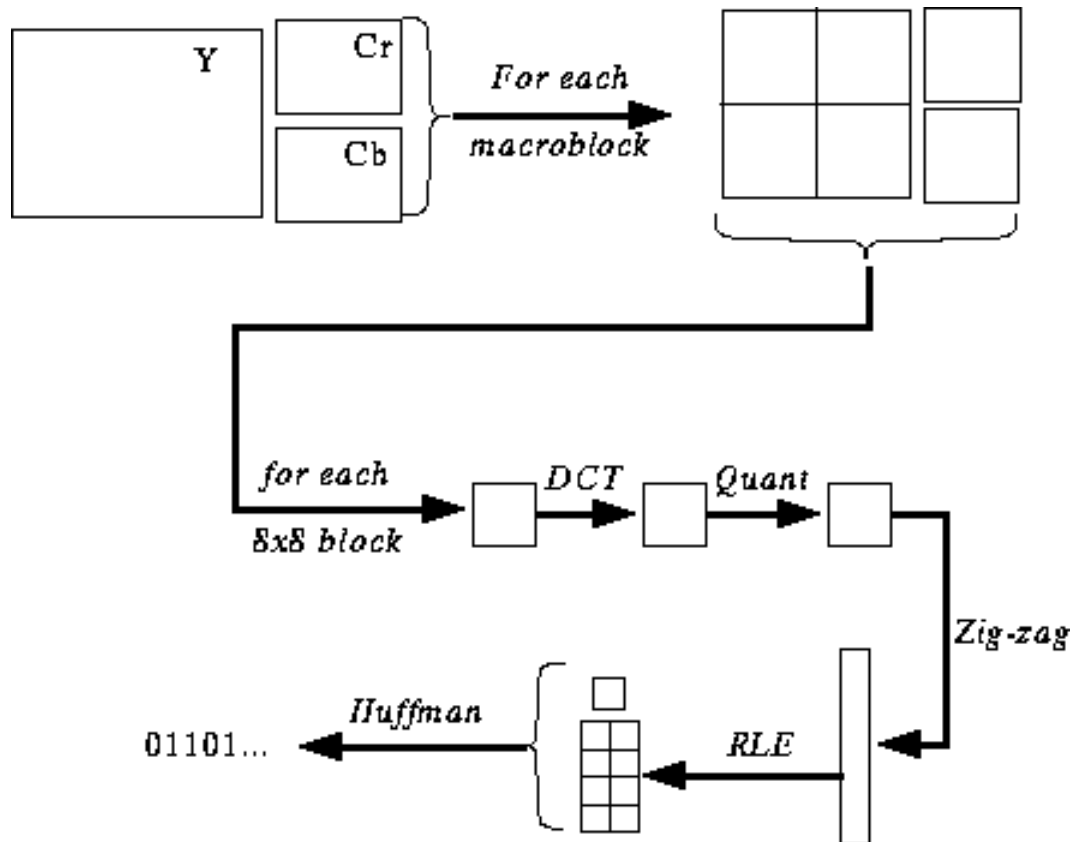 Y
Cr
Cb
For each
macroblock
for each
8x8 block
DCT
Quant
Zig-zag
RLE
Huffman
01101...